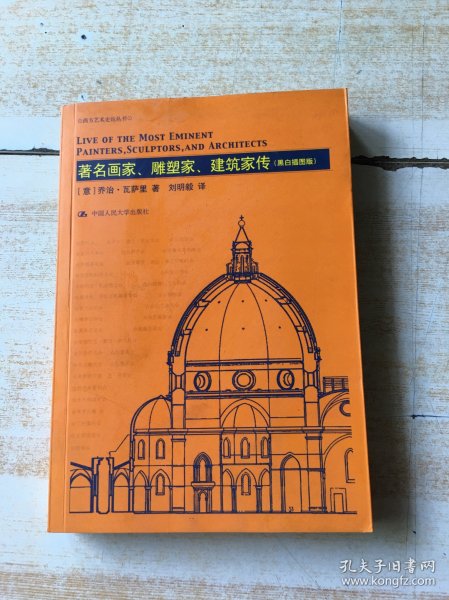 ◎西方艺术史论丛书◎
LIVE OF THE MOST EMINENT
PAINTERS,SCULPTORS,AND ARCHITECTS
著名画家、雕塑家、建筑家传(黑白插图版)
[意]乔治·瓦萨里 著 刘明毅 译
中国人民大学出版社
孔夫子旧书网
www.kongfz.com